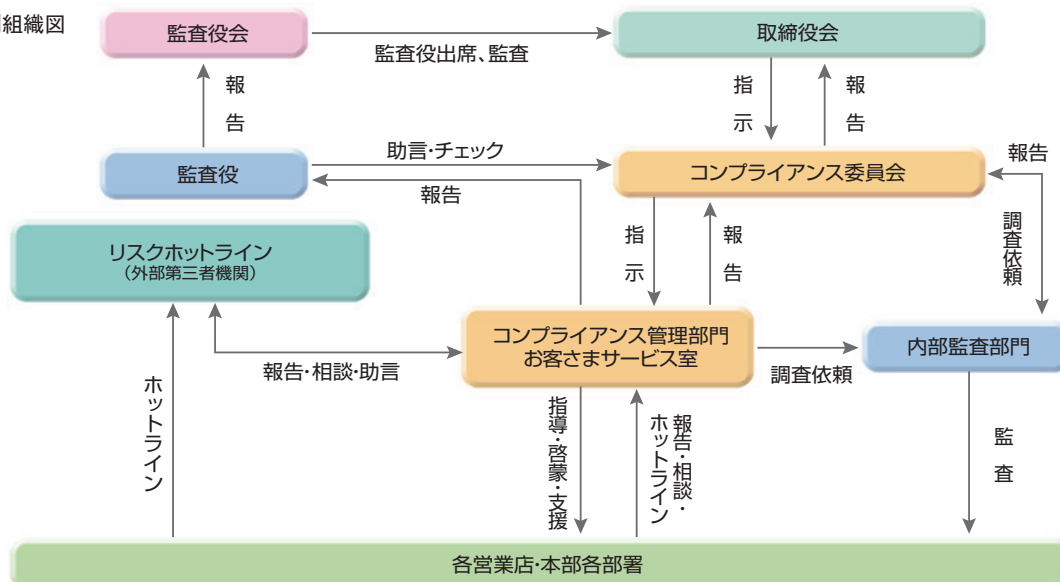 組織図
監査役会
監査役出席、監査
取締役会
報告
指示
報告
監査役
助言・チェック
報告
コンプライアンス委員会
報告
調査依頼
リスクホットライン
(外部第三者機関)
指示
報告
コンプライアンス管理部門
お客さまサービス室
報告・相談・助言
調査依頼
内部監査部門
ホットライン
指導・啓蒙・支援
報告・相談・
ホットライン
監査
各営業店・本部各部署